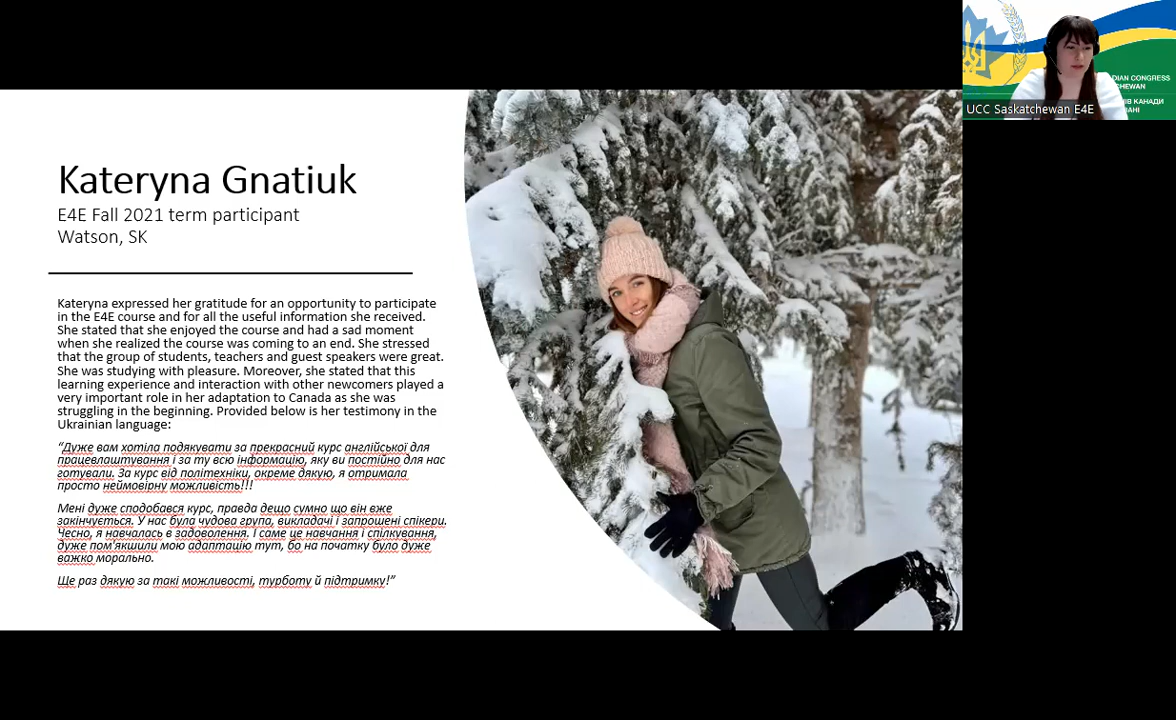 Kateryna Gnatiuk
E4E Fall 2021 term participant
Watson, SK
Kateryna expressed her gratitude for an opportunity to participate
in the E4E course and for all the useful information she received.
She stated that she enjoyed the course and had a sad moment
when she realized the course was coming to an end. She stressed
that the group of students, teachers and guest speakers were great.
She was studying with pleasure. Moreover, she stated that this
learning experience and interaction with other newcomers played a
very important role in her adaptation to Canada as she was
struggling in the beginning. Provided below is her testimony in the
Ukrainian language:
“Дуже вам хотіла подякувати за прекрасний курс англійської для
працевлаштування і за ту всю інформацію, яку ви постійно для нас
готували. За курс від політехніки, окреме дякую, я отримала
просто неймовірну можливість!!!
Мені дуже сподобався курс, правда дещо сумно що він вже
закінчується. У нас була чудова група, викладачі і запрошені спікери.
Чесно, я навчалась в задоволення. І саме це навчання і спілкування,
дуже пом'якшили мою адаптацію тут, бо на початку було дуже
важко морально.
Ще раз дякую за такі можливості, турботу й підтримку!”
DIAN CONGRESS
CHEWAN
ІВ КАНАДИ
ВАНІ
UCC Saskatchewan E4E